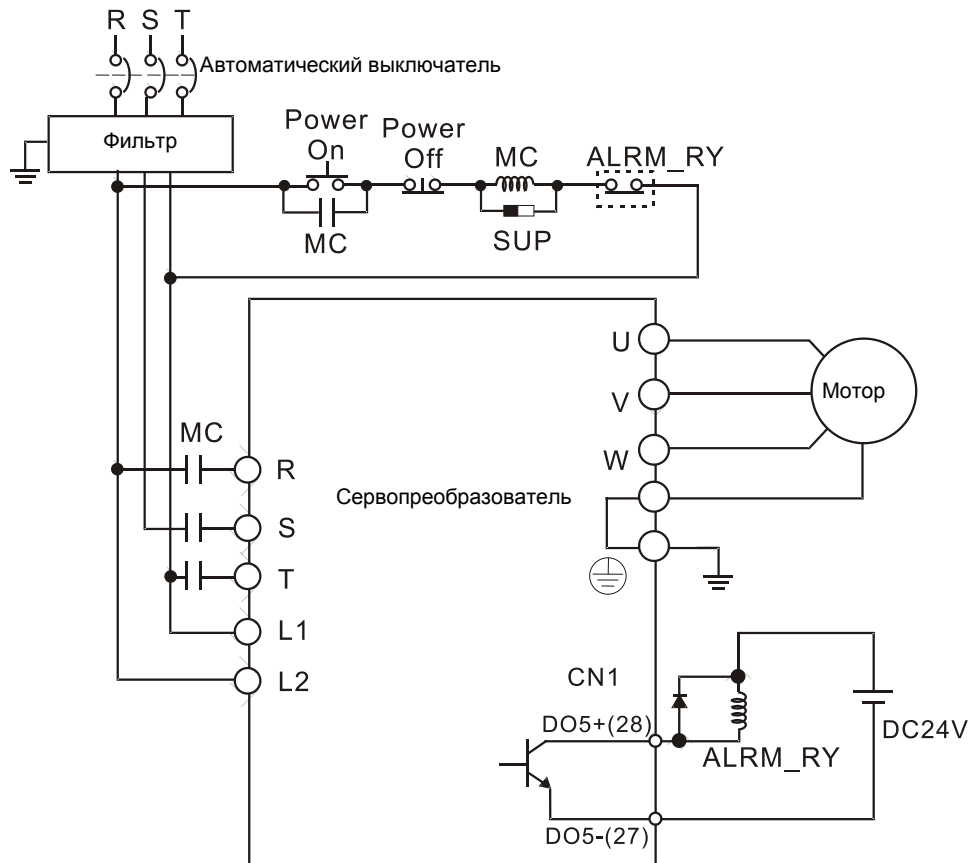 R S T
Автоматический выключатель
Фильтр
Power On
Power Off
MC
ALRM_RY
MC
SUP
U
V
W
Мотор
MC
R
S
T
L1
L2
Сервопреобразователь
CN1
DO5+(28)
DO5-(27)
ALRM_RY
DC24V